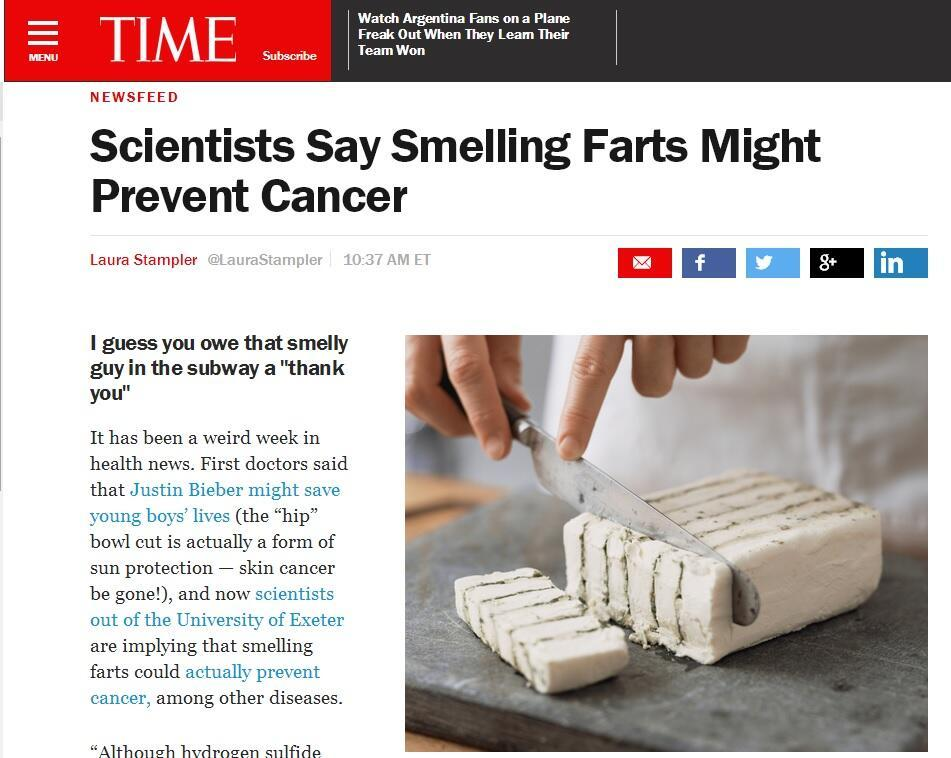 MENU
TIME
Subscribe
Watch Argentina Fans on a Plane
Freak Out When They Learn Their
Team Won
NEWSFEED
Scientists Say Smelling Farts Might
Prevent Cancer
Laura Stampler @LauraStampler 10:37 AM ET
f
g+
in
I guess you owe that smelly
guy in the subway a "thank
you"
It has been a weird week in
health news. First doctors said
that Justin Bieber might save
young boys’ lives (the “hip”
bowl cut is actually a form of
sun protection — skin cancer
be gone!), and now scientists
out of the University of Exeter
are implying that smelling
farts could actually prevent
cancer, among other diseases.
“Although hydrogen sulfide